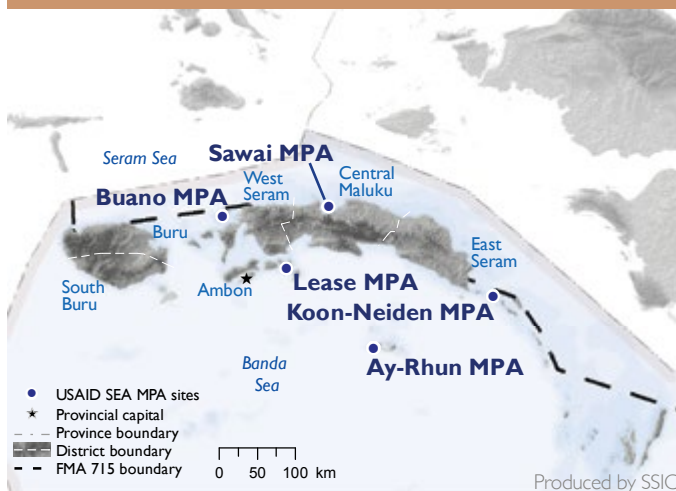 Seram Sea
Sawai MPA
West
Seram
Central
Maluku
Buano MPA
Buru
East
Seram
South
Buru
Ambon
Lease MPA
Koon-Neiden MPA
Banda
Sea
Ay-Rhun MPA
USAID SEA MPA sites
Provincial capital
Province boundary
District boundary
FMA 715 boundary
0 50 100 km
Produced by SSIC